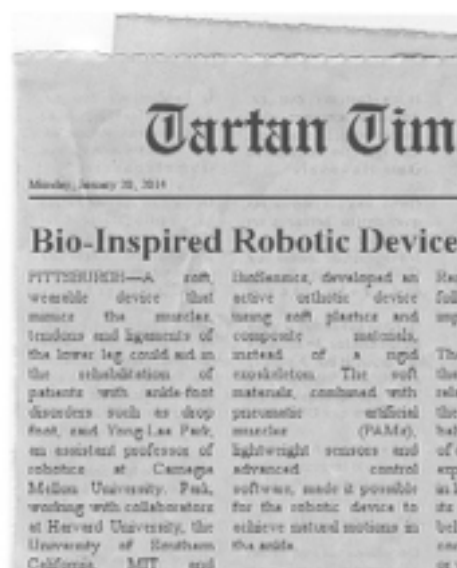 Tartan Tim
Monday, January 20, 2014
Bio-Inspired Robotic Device
PITTSBURGH—A soft,
wearable device that
mimics the muscles,
tendons and ligaments of
the lower leg could aid in
the rehabilitation of
patients with ankle-foot
disorders such as drop
foot, said Yong-Lae Park,
an assistant professor of
robotics at Carnegie
Mellon University. Park,
working with collaborators
at Harvard University, the
University of Southern
California, MIT and
BioSensics, developed an
active orthotic device
using soft plastics and
composite materials,
instead of a rigid
exoskeleton. The soft
materials, combined with
pneumatic artificial
muscles (PAMs),
lightweight sensors and
advanced control
software, made it possible
for the robotic device to
achieve natural motions in
the ankle.